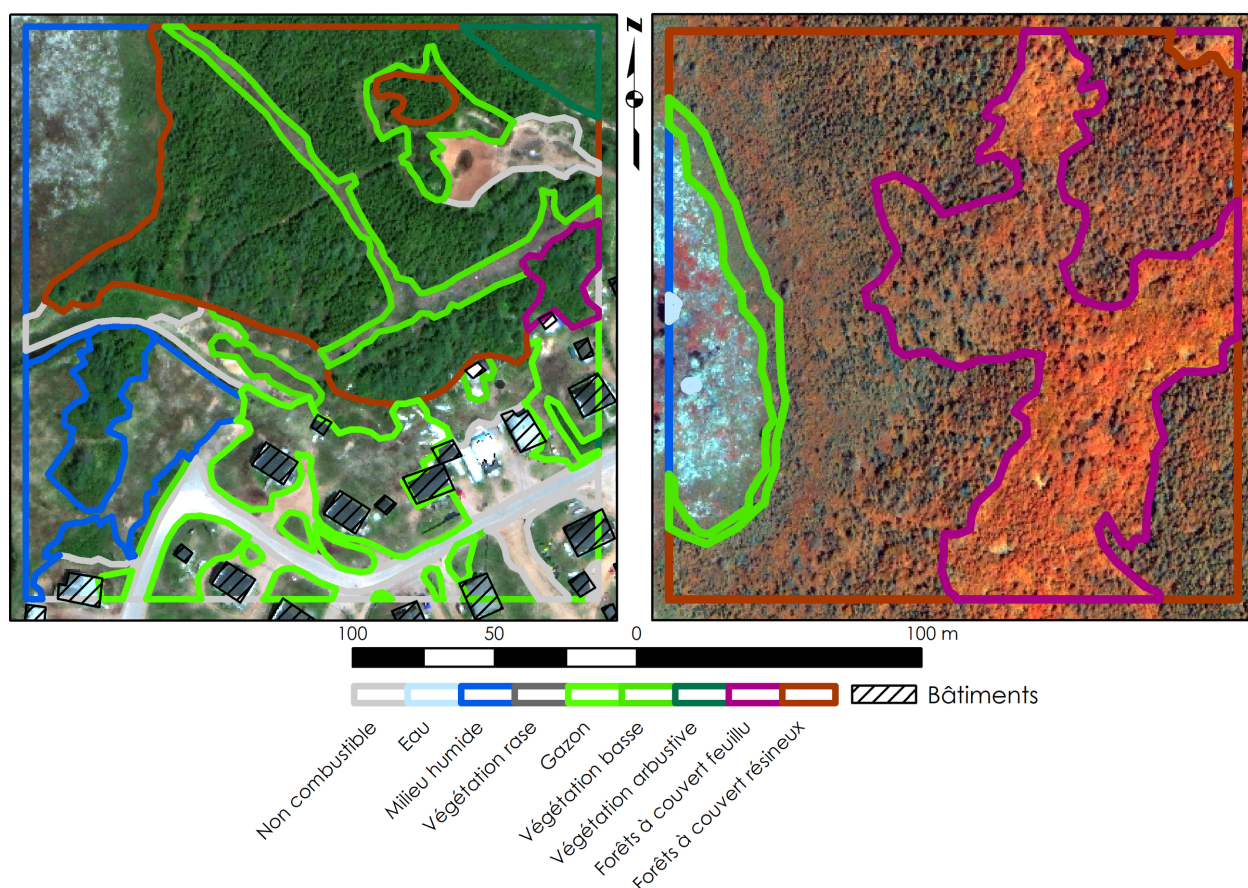 N
100
50
0
100 m
Bâtiments
Non combustible
Eau
Milieu humide
Végétation rase
Gazon
Végétation basse
Végétation arbustive
Forêts à couvert feuillu
Forêts à couvert résineux